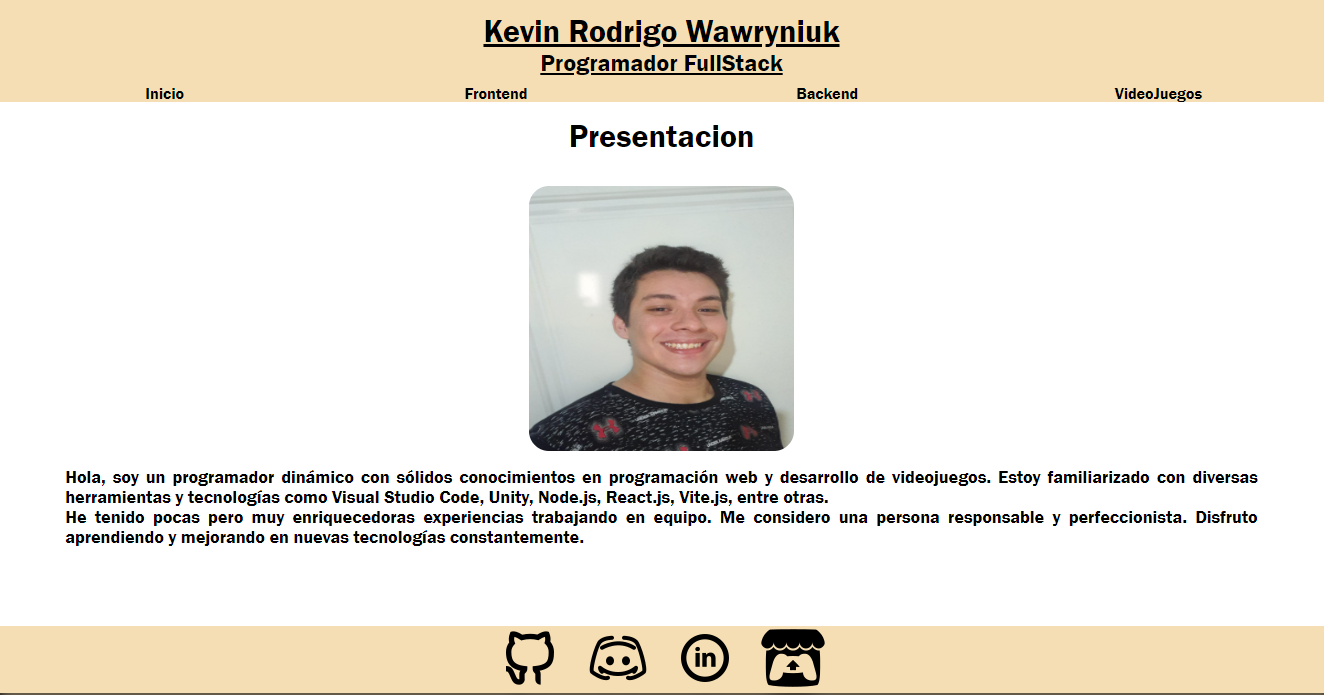 Kevin Rodrigo Wawryniuk
Programador FullStack
Inicio Frontend Backend VideoJuegos
Presentacion
Hola, soy un programador dinámico con sólidos conocimientos en programación web y desarrollo de videojuegos. Estoy familiarizado con diversas
herramientas y tecnologías como Visual Studio Code, Unity, Node.js, React.js, Vite.js, entre otras.
He tenido pocas pero muy enriquecedoras experiencias trabajando en equipo. Me considero una persona responsable y perfeccionista. Disfruto
aprendiendo y mejorando en nuevas tecnologías constantemente.
in